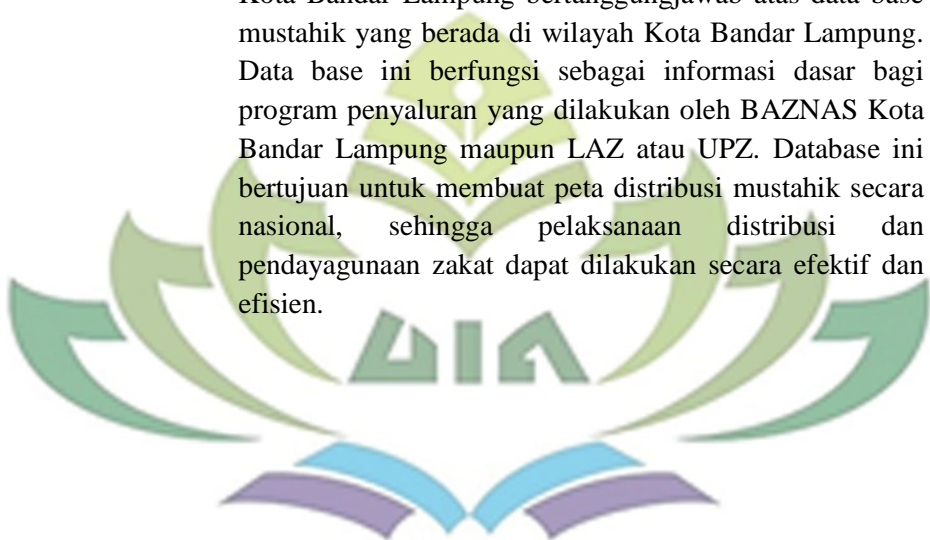 Kota Bandar Lampung bertanggungjawab atas data base
mustahik yang berada di wilayah Kota Bandar Lampung.
Data base ini berfungsi sebagai informasi dasar bagi
program penyaluran yang dilakukan oleh BAZNAS Kota
Bandar Lampung maupun LAZ atau UPZ. Database ini
bertujuan untuk membuat peta distribusi mustahik secara
nasional, sehingga pelaksanaan distribusi dan
pendayagunaan zakat dapat dilakukan secara efektif dan
efisien.
UIN